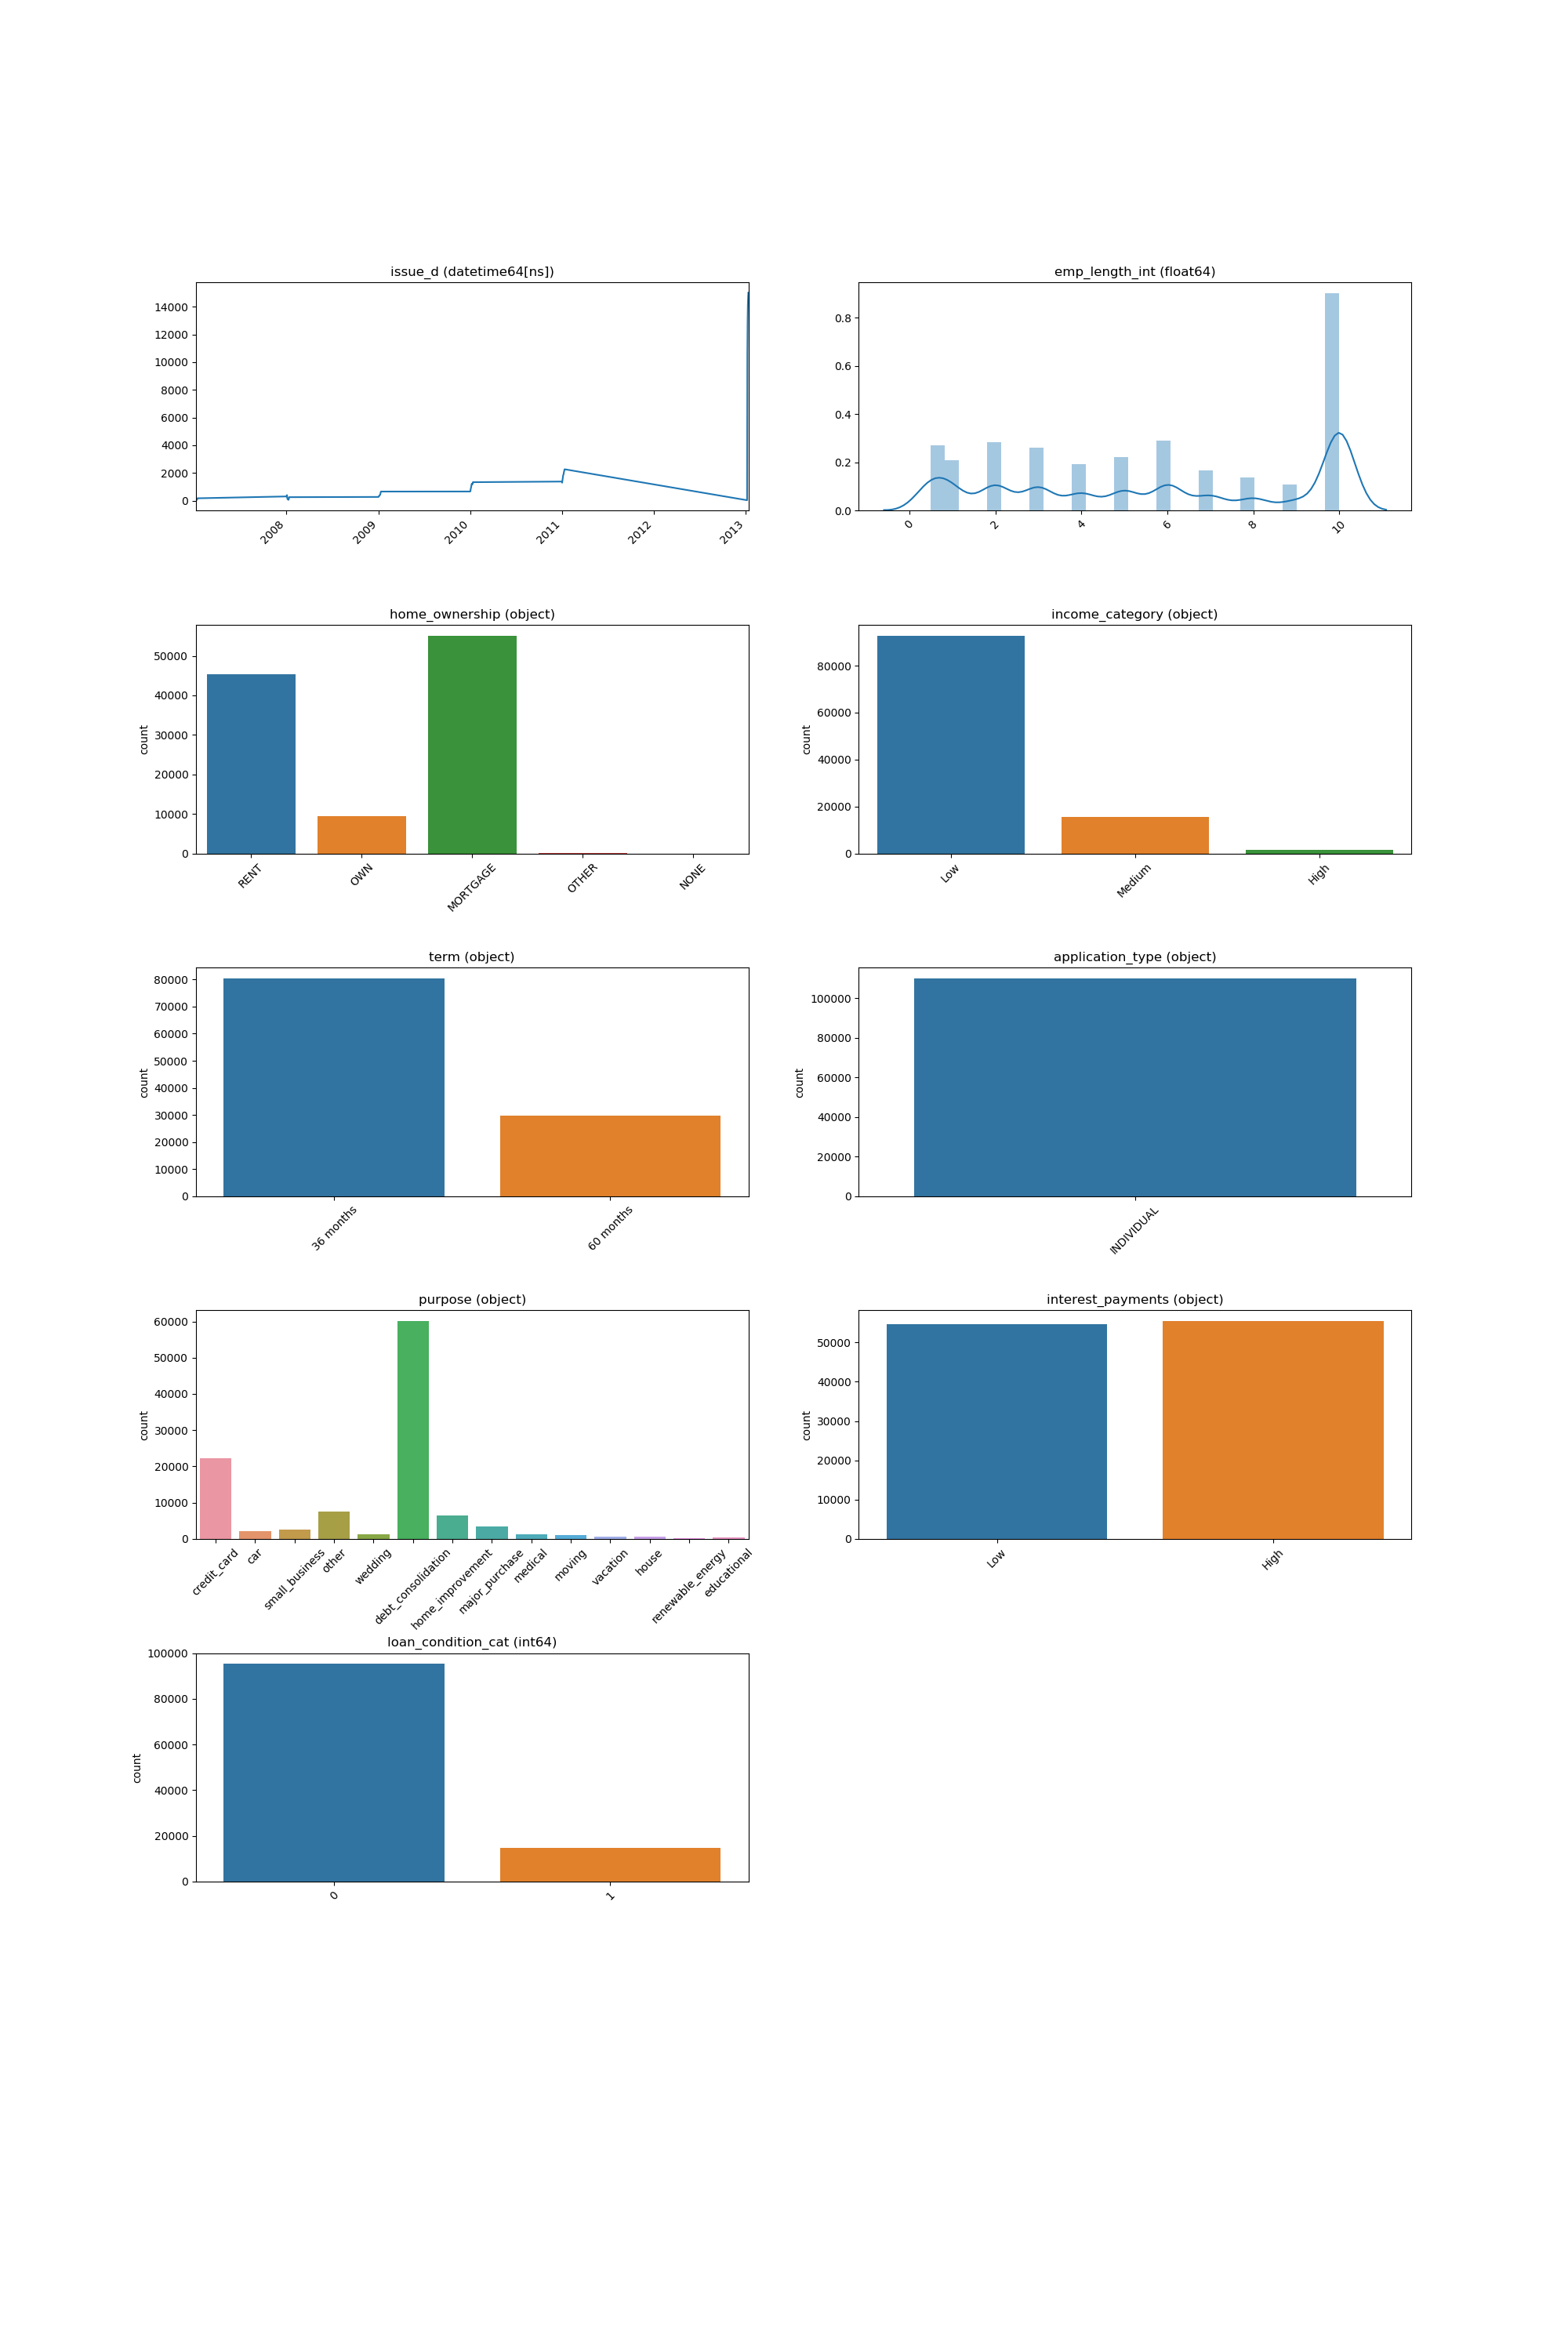 issue_d (datetime64[ns])
14000
12000
10000
8000
6000
4000
2000
0
2008
2009
2010
2011
2012
2013
emp_length_int (float64)
0.8
0.6
0.4
0.2
0.0
0
2
4
6
8
10
home_ownership (object)
count
50000
40000
30000
20000
10000
0
RENT
OWN
MORTGAGE
OTHER
NONE
income_category (object)
count
80000
60000
40000
20000
0
Low
Medium
High
term (object)
count
80000
70000
60000
50000
40000
30000
20000
10000
0
36 months
60 months
application_type (object)
count
100000
80000
60000
40000
20000
0
INDIVIDUAL
purpose (object)
count
60000
50000
40000
30000
20000
10000
0
credit_card
car
small_business
other
wedding
debt_consolidation
home_improvement
major_purchase
medical
moving
vacation
house
renewable_energy
educational
interest_payments (object)
count
50000
40000
30000
20000
10000
0
Low
High
loan_condition_cat (int64)
count
100000
80000
60000
40000
20000
0
0
1